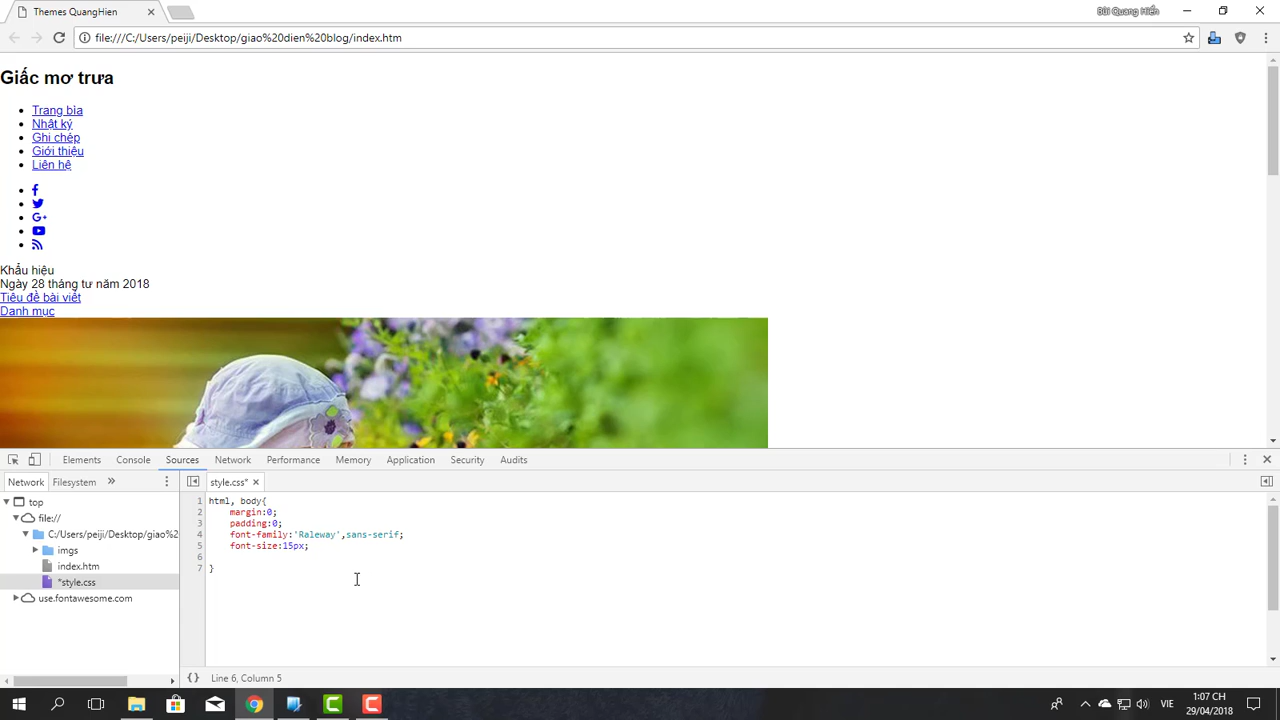 Themes QuangHien
Bùi Quang Hiển
file:///C:/Users/peiji/Desktop/giao%20dien%20blog/index.htm
Giấc mơ trưa
Trang bìa
Nhật ký
Ghi chép
Giới thiệu
Liên hệ
Khẩu hiệu
Ngày 28 tháng tư năm 2018
Tiêu đề bài viết
Danh mục
Elements Console Sources Network Performance Memory Application Security Audits
Network Filesystem »
style.css*
top
file://
C:/Users/peiji/Desktop/giao%2
imgs
index.htm
*style.css
use.fontawesome.com
1 html, body{
2 margin:0;
3 padding:0;
4 font-family:'Raleway',sans-serif;
5 font-size:15px;
6
7 }
{} Line 6, Column 5
VIE
1:07 CH
29/04/2018